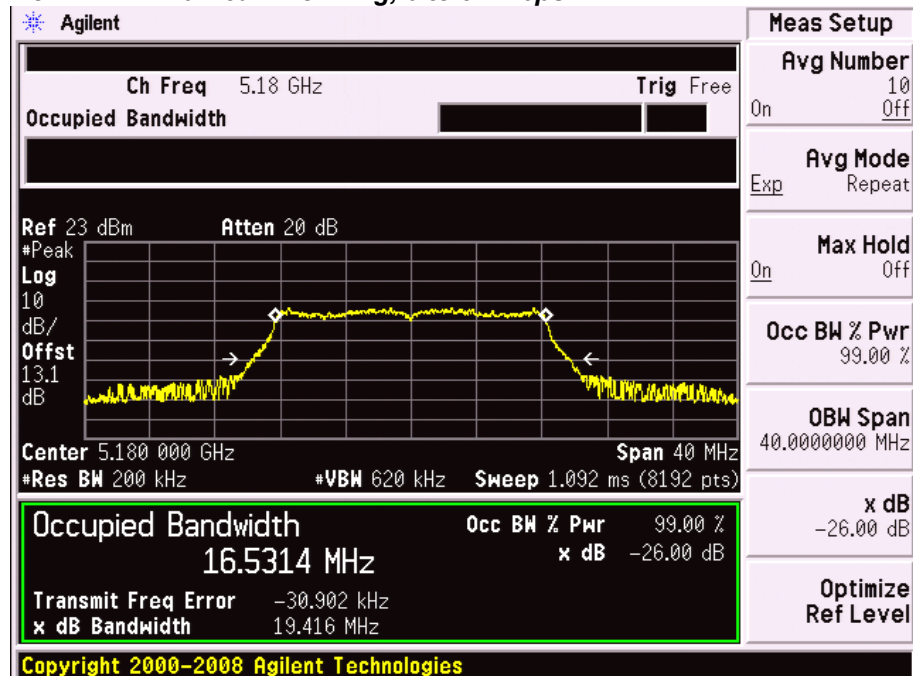 Agilent
Meas Setup
Ch Freq 5.18 GHz Trig Free
Occupied Bandwidth
Ref 23 dBm Atten 20 dB
#Peak
Log
10
dB/
Offst
13.1
dB
Center 5.180 000 GHz Span 40 MHz
#Res BW 200 kHz #VBW 620 kHz Sweep 1.092 ms (8192 pts)
Occupied Bandwidth
16.5314 MHz
Occ BW % Pwr 99.00 %
x dB -26.00 dB
Transmit Freq Error -30.902 kHz
x dB Bandwidth 19.416 MHz
Copyright 2000-2008 Agilent Technologies
Avg Number
10
On Off
Avg Mode
Exp Repeat
Max Hold
On Off
Occ BW % Pwr
99.00 %
OBW Span
40.0000000 MHz
x dB
-26.00 dB
Optimize
Ref Level